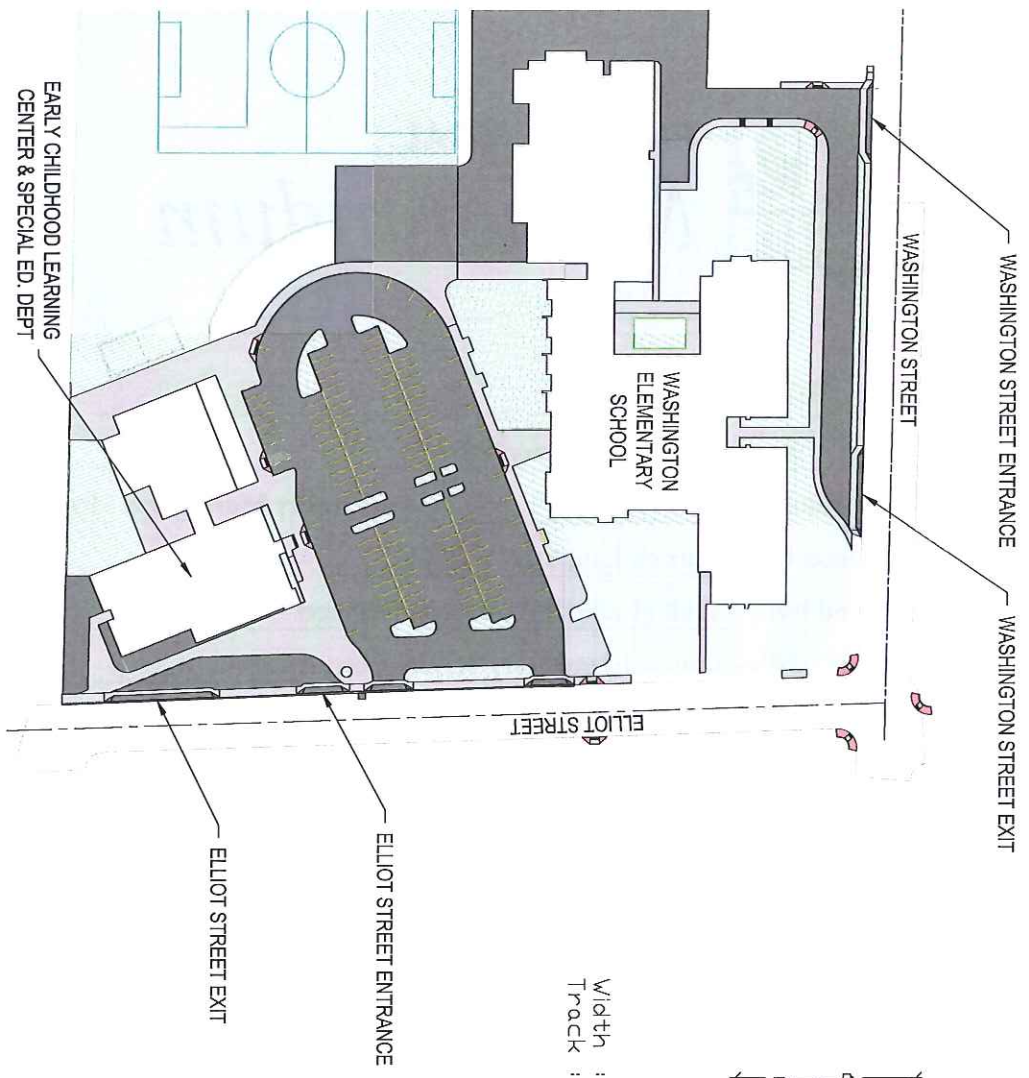 WASHINGTON STREET ENTRANCE
WASHINGTON STREET EXIT
WASHINGTON STREET
WASHINGTON
ELEMENTARY
SCHOOL
EARLY CHILDHOOD LEARNING
CENTER & SPECIAL ED. DEPT
ELLIOT STREET
ELLIOT STREET ENTRANCE
ELLIOT STREET EXIT
Width :
Track :